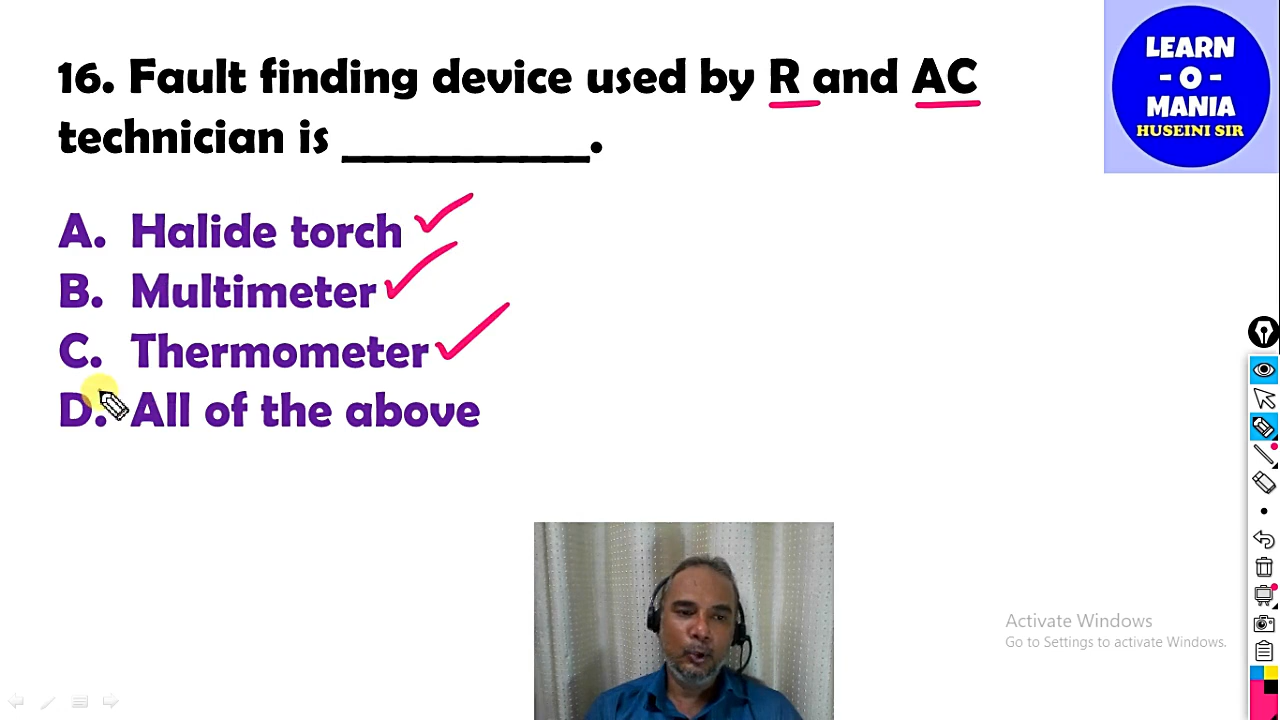 16. Fault finding device used by R and AC
technician is ___________.
A. Halide torch
B. Multimeter
C. Thermometer
D. All of the above
LEARN
- O -
MANIA
HUSEINI SIR
Activate Windows
Go to Settings to activate Windows.